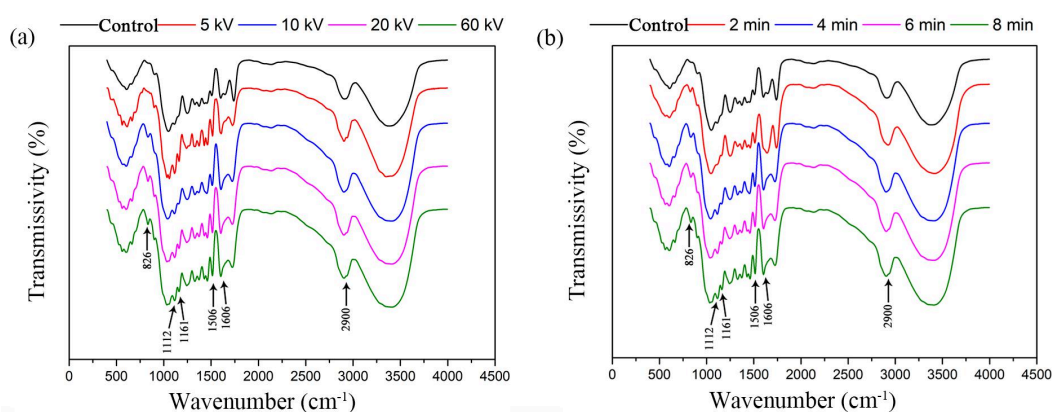 (a)
Control 5 kV 10 kV 20 kV 60 kV
Transmissivity (%)
826
1112
1161
1506
1606
2900
0 500 1000 1500 2000 2500 3000 3500 4000 4500
Wavenumber (cm⁻¹)
(b)
Control 2 min 4 min 6 min 8 min
Transmissivity (%)
826
1112
1161
1506
1606
2900
0 500 1000 1500 2000 2500 3000 3500 4000 4500
Wavenumber (cm⁻¹)